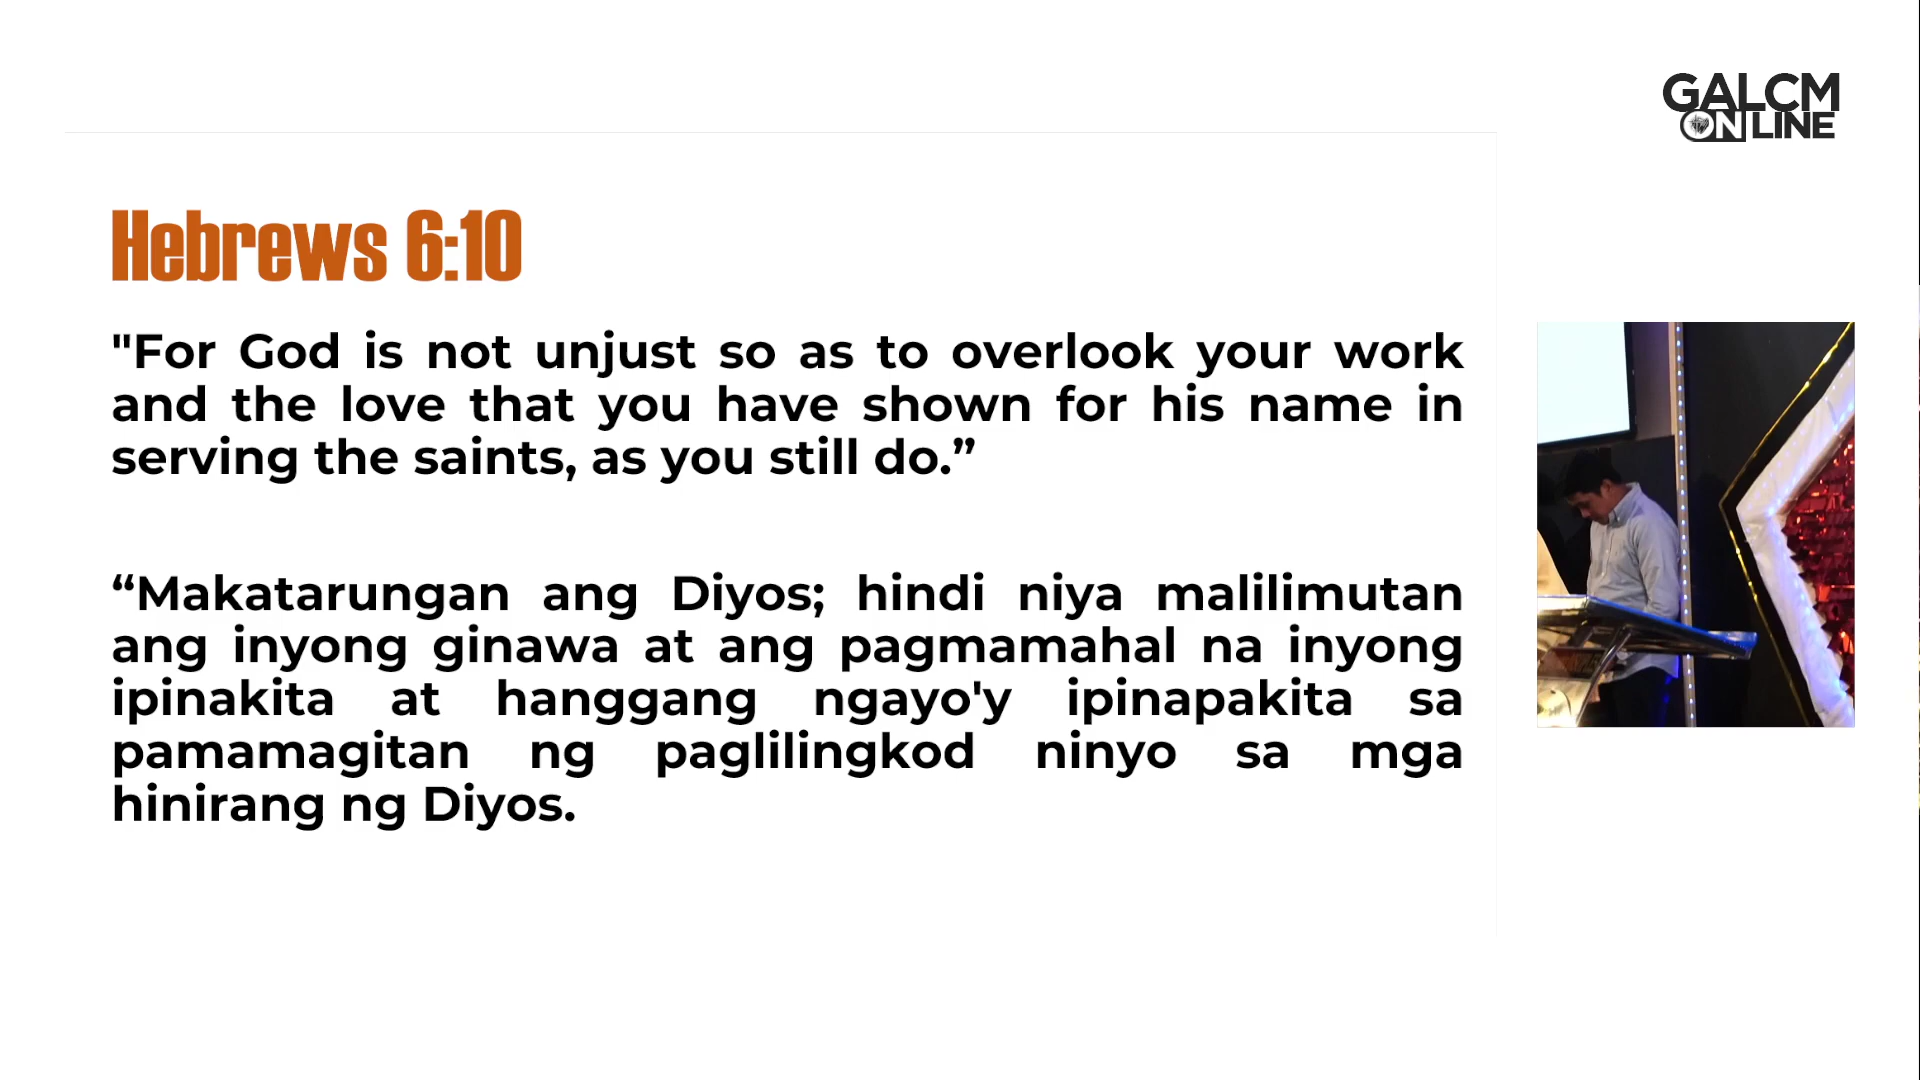 GALCM
ONLINE
Hebrews 6:10
"For God is not unjust so as to overlook your work
and the love that you have shown for his name in
serving the saints, as you still do.”
“Makatarungan ang Diyos; hindi niya malilimutan
ang inyong ginawa at ang pagmamahal na inyong
ipinakita at hanggang ngayo'y ipinapakita sa
pamamagitan ng paglilingkod ninyo sa mga
hinirang ng Diyos.